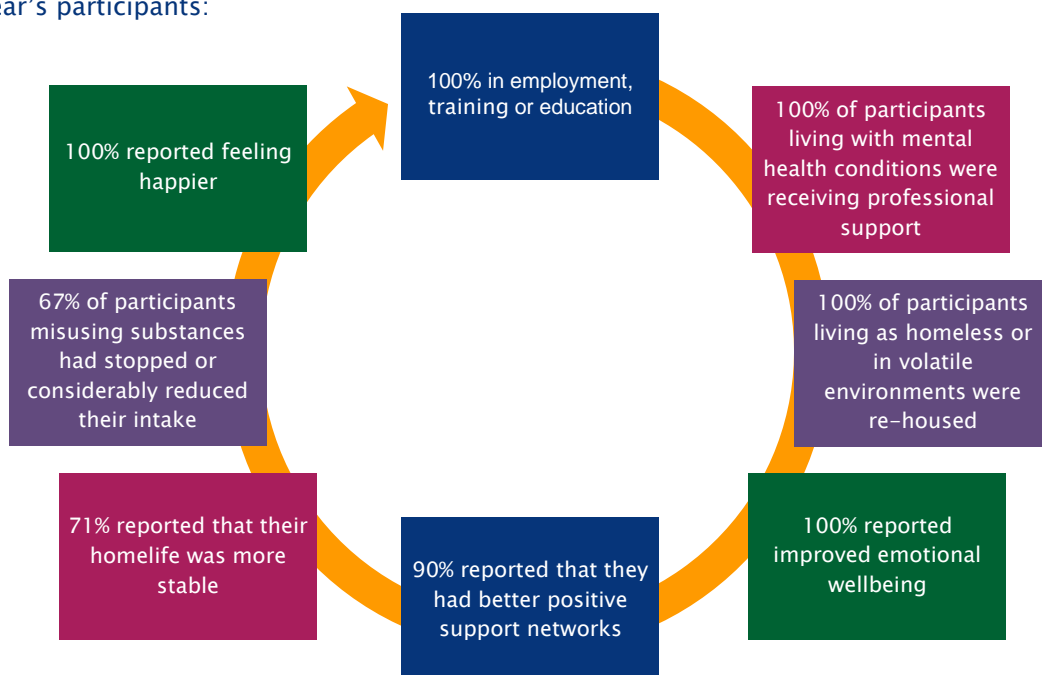 participants:
100% in employment,
training or education
100% of participants
living with mental
health conditions were
receiving professional
support
100% of participants
living as homeless or
in volatile
environments were
re-housed
100% reported
improved emotional
wellbeing
90% reported that they
had better positive
support networks
71% reported that their
homelife was more
stable
67% of participants
misusing substances
had stopped or
considerably reduced
their intake
100% reported feeling
happier